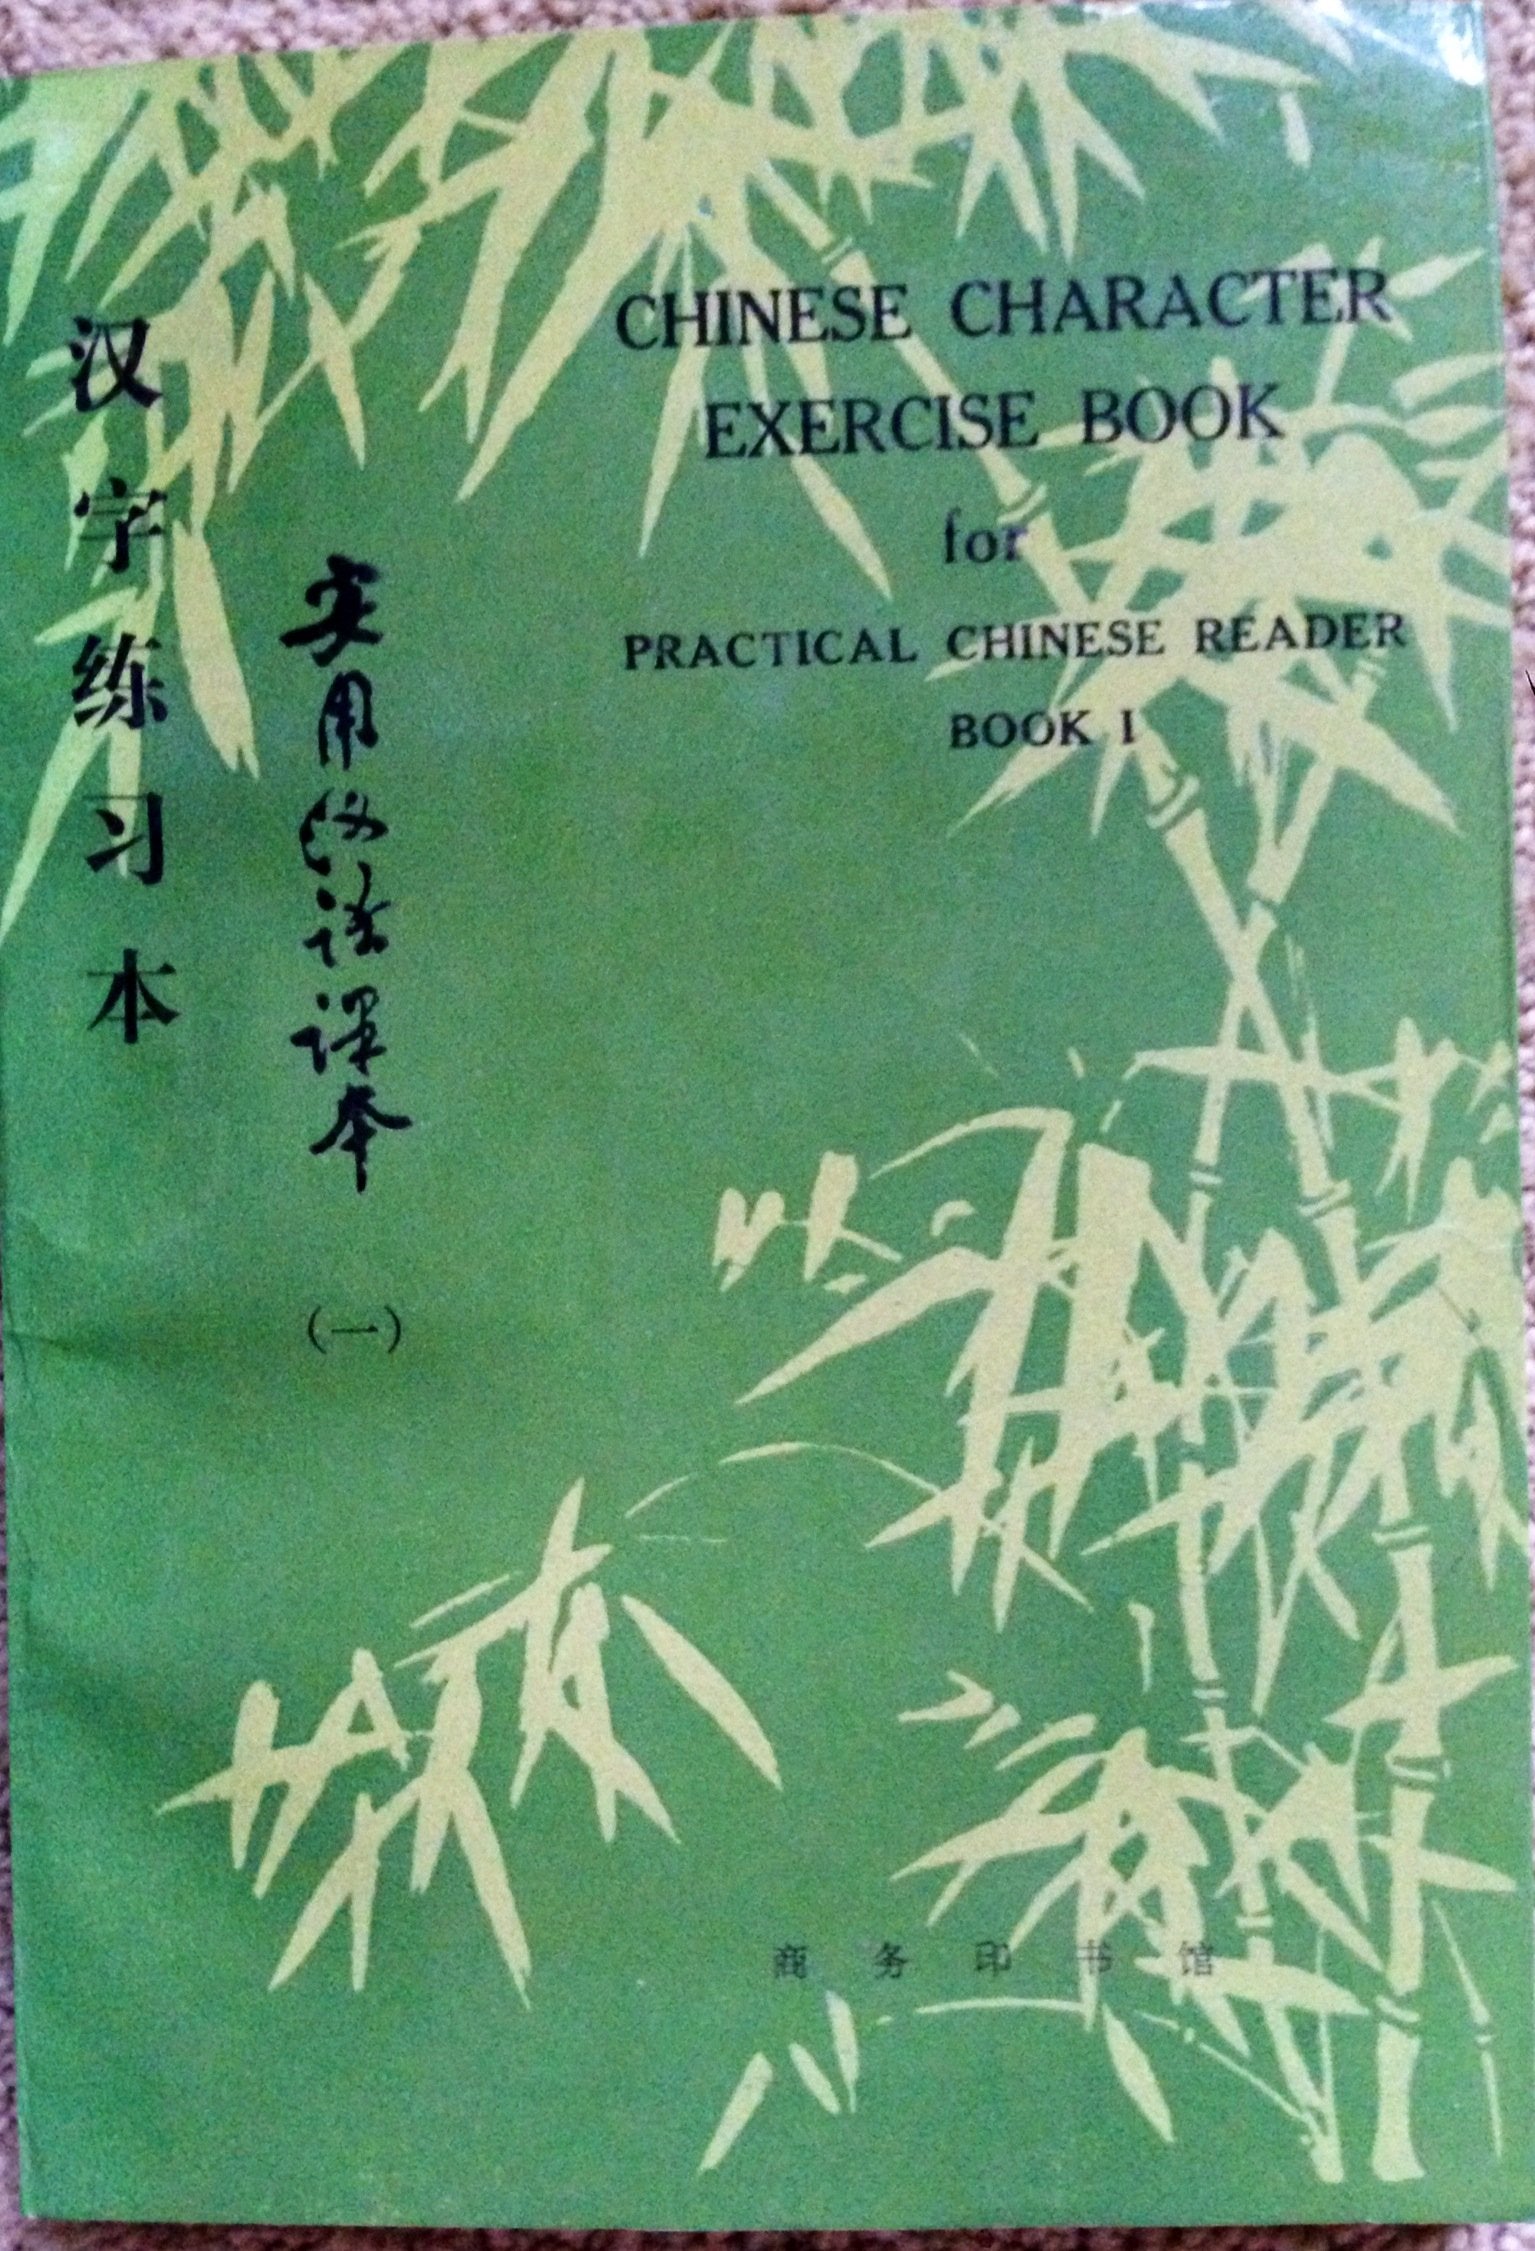 汉字练习本
实用汉语课本
(一)
CHINESE CHARACTER
EXERCISE BOOK
for
PRACTICAL CHINESE READER
BOOK I
商务印书馆